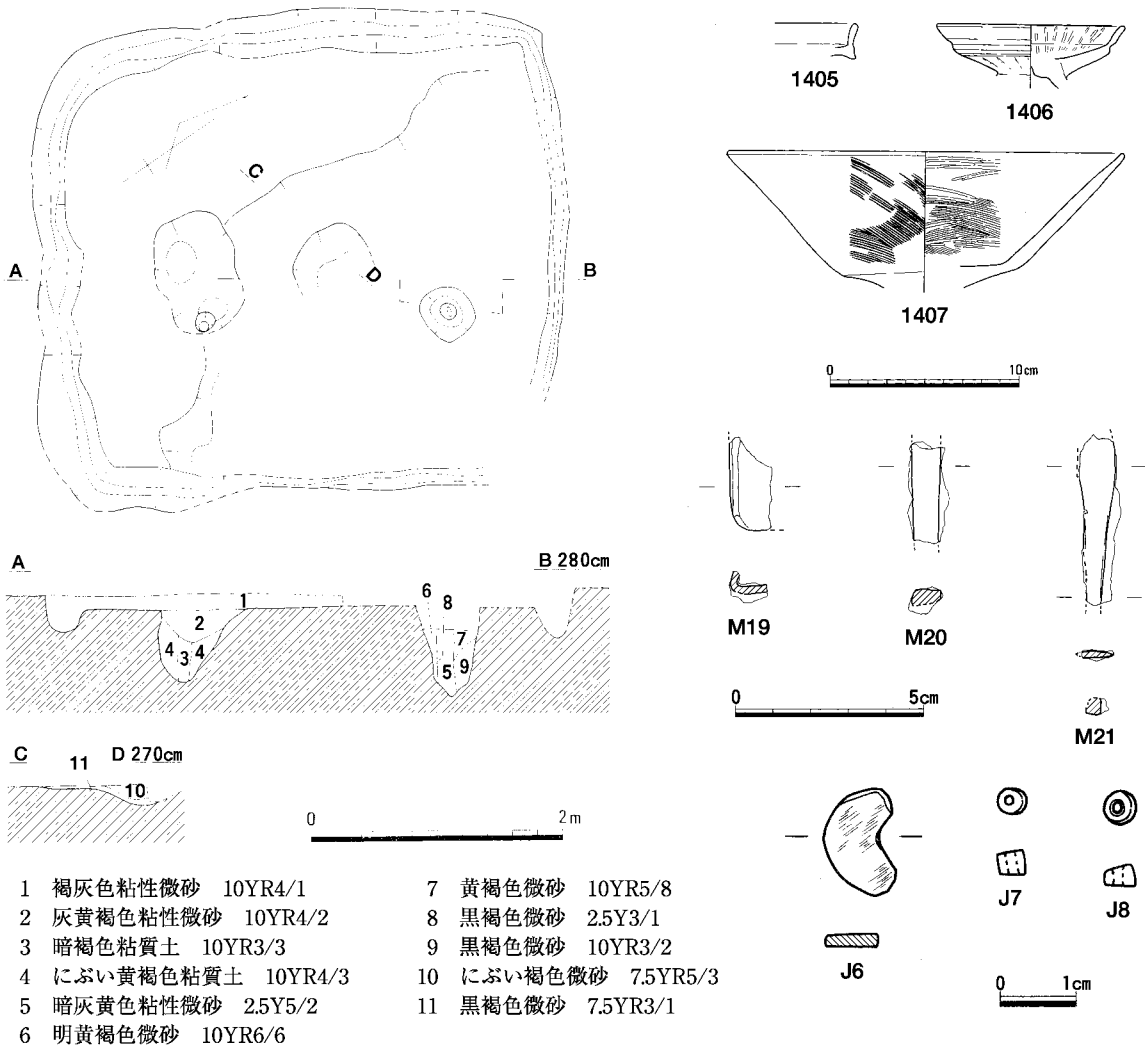 C
D
A
B
A
B 280cm
1
2
4 3 4
6
8
7
5 9
C
D 270cm
11
10
0 2m
1 褐灰色粘性微砂 10YR4/1
2 灰黄褐色粘性微砂 10YR4/2
3 暗褐色粘質土 10YR3/3
4 にぶい黄褐色粘質土 10YR4/3
5 暗灰黄色粘性微砂 2.5Y5/2
6 明黄褐色微砂 10YR6/6
7 黄褐色微砂 10YR5/8
8 黒褐色微砂 2.5Y3/1
9 黒褐色微砂 10YR3/2
10 にぶい褐色微砂 7.5YR5/3
11 黒褐色微砂 7.5YR3/1
1405
1406
1407
0 10cm
M19
M20
M21
0 5cm
J6
J7
J8
0 1cm